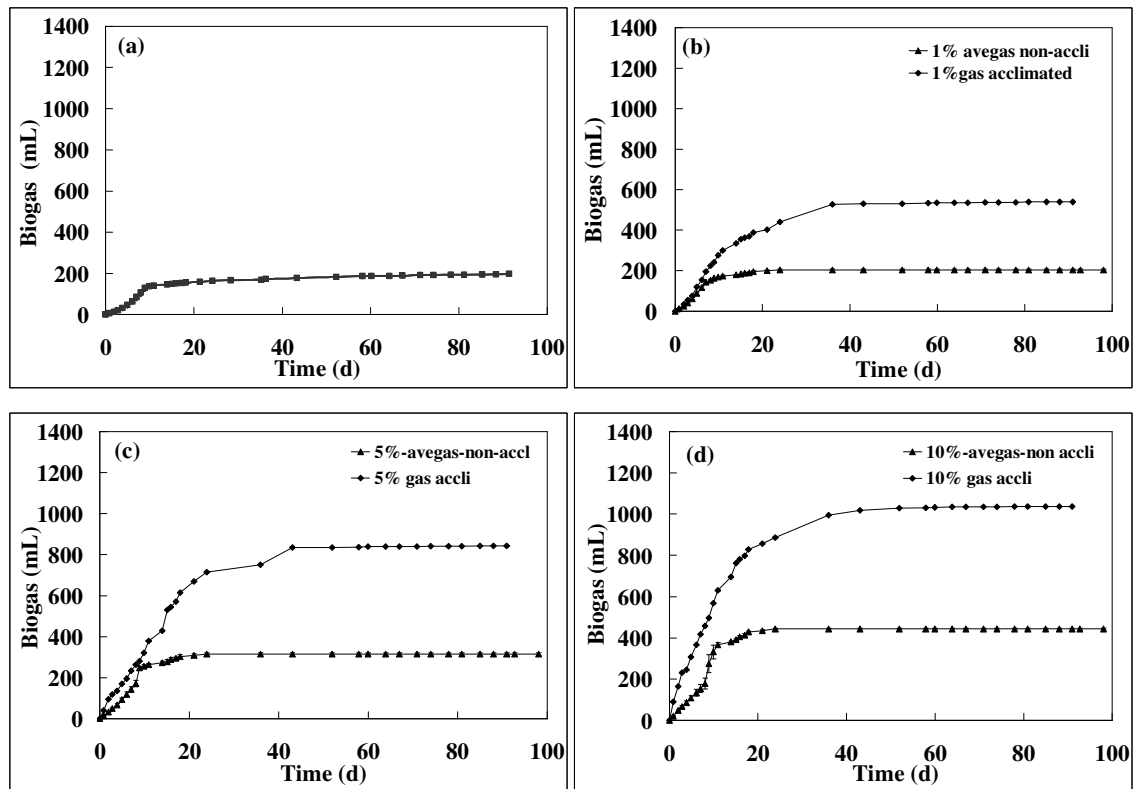 (a)
1400
1200
1000
800
600
400
200
0
Biogas (mL)
0 20 40 60 80 100
Time (d)
(b)
1% avegas non-accli
1%gas acclimated
1400
1200
1000
800
600
400
200
0
Biogas (mL)
0 20 40 60 80 100
Time (d)
(c)
5%-avegas-non-accl
5% gas accli
1400
1200
1000
800
600
400
200
0
Biogas (mL)
0 20 40 60 80 100
Time (d)
(d)
10%-avegas-non accli
10% gas accli
1400
1200
1000
800
600
400
200
0
Biogas (mL)
0 20 40 60 80 100
Time (d)